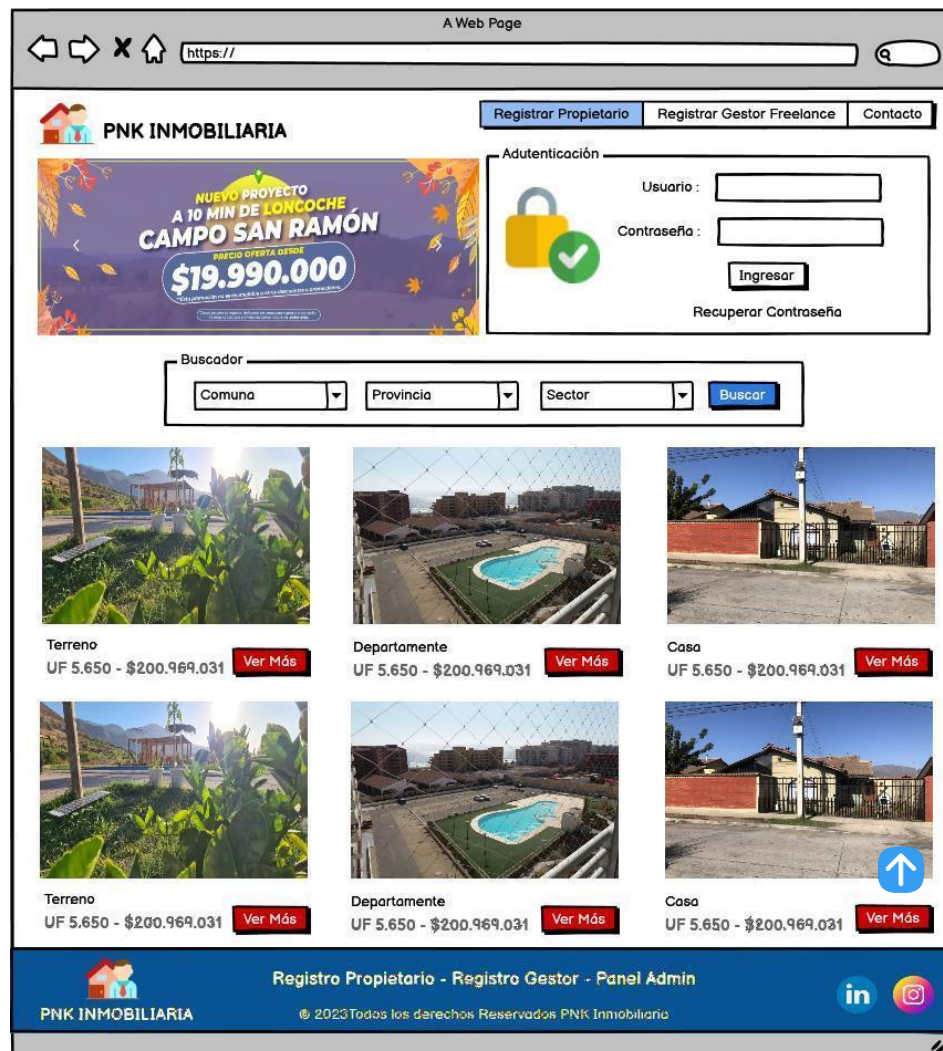 A Web Page
https://
PNK INMOBILIARIA
Registrar Propietario
Registrar Gestor Freelance
Contacto
NUEVO PROYECTO
A 10 MIN DE LONCOCHE
CAMPO SAN RAMÓN
PRECIO OFERTA DESDE
$19.990.000
Adutenticación
Usuario :
Contraseña :
Ingresar
Recuperar Contraseña
Buscador
Comuna
Provincia
Sector
Buscar
Terreno
UF 5.650 - $200.969.031
Ver Más
Departamente
UF 5.650 - $200.969.031
Ver Más
Casa
UF 5.650 - $200.969.031
Ver Más
Terreno
UF 5.650 - $200.969.031
Ver Más
Departamente
UF 5.650 - $200.969.031
Ver Más
Casa
UF 5.650 - $200.969.031
Ver Más
PNK INMOBILIARIA
Registro Propietario - Registro Gestor - Panel Admin
© 2023Todos los derechos Reservados PNK Inmobiliaria
in